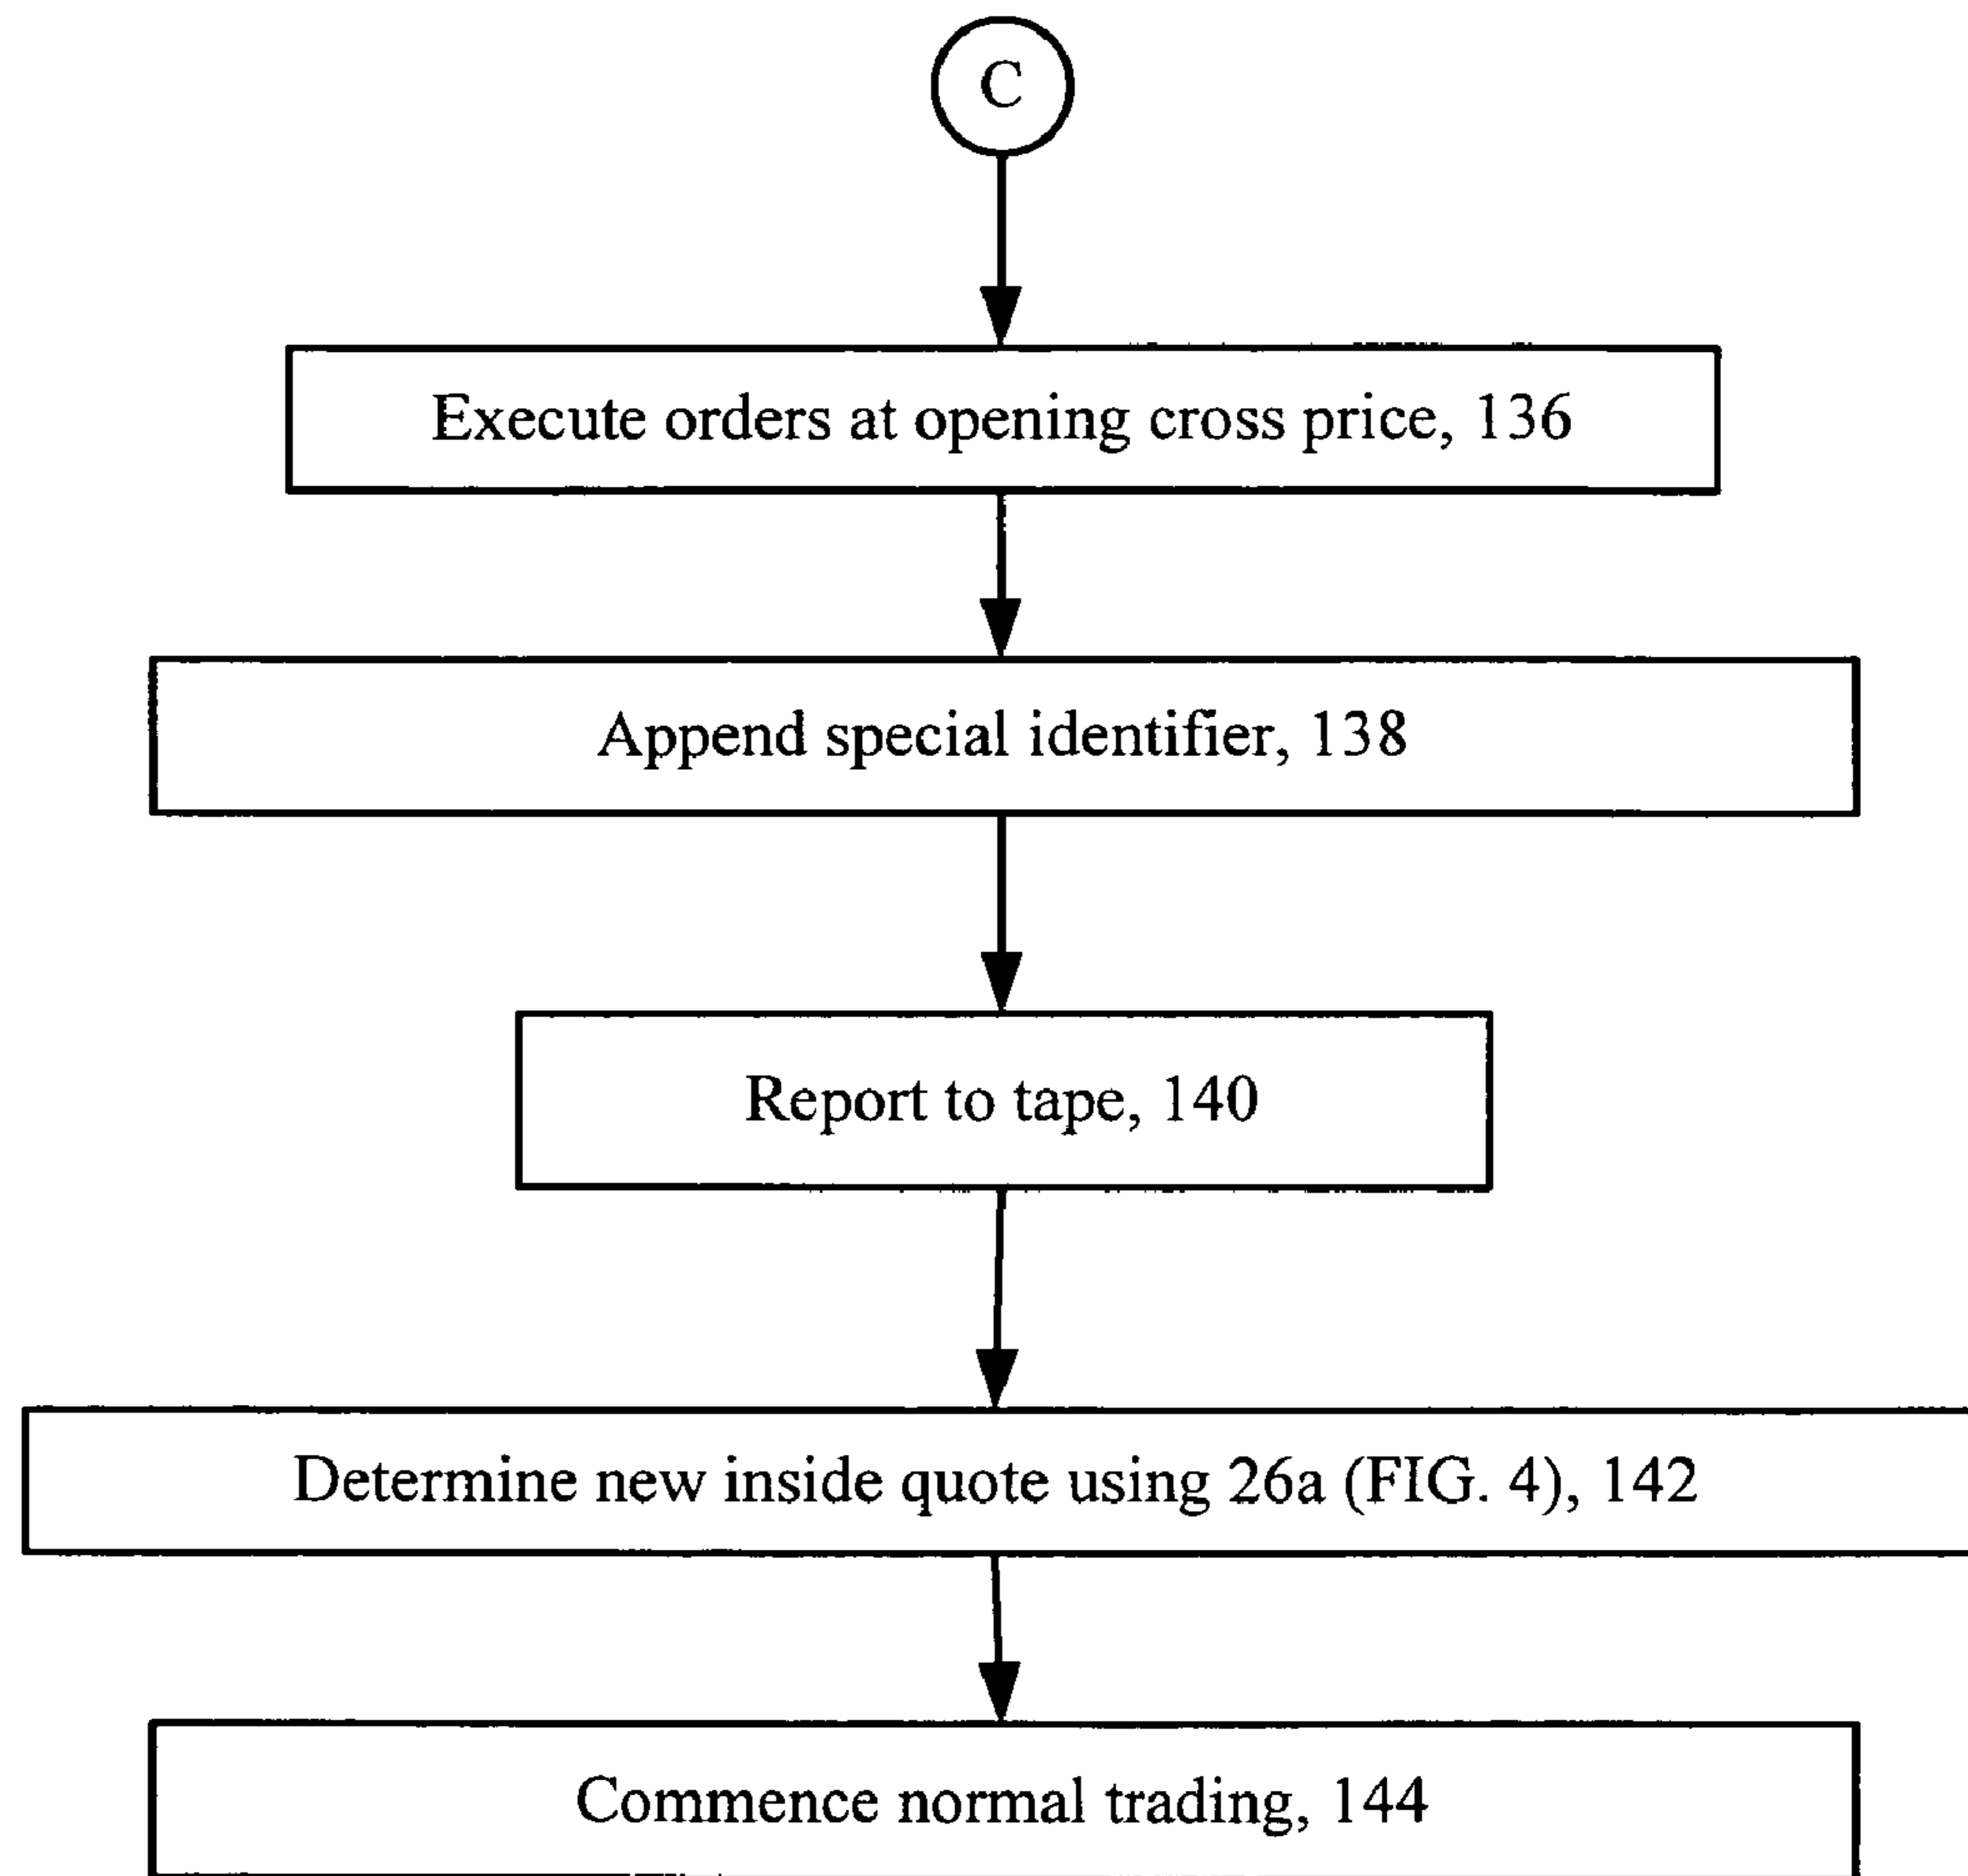 C
Execute orders at opening cross price, 136
Append special identifier, 138
Report to tape, 140
Determine new inside quote using 26a (FIG. 4), 142
Commence normal trading, 144